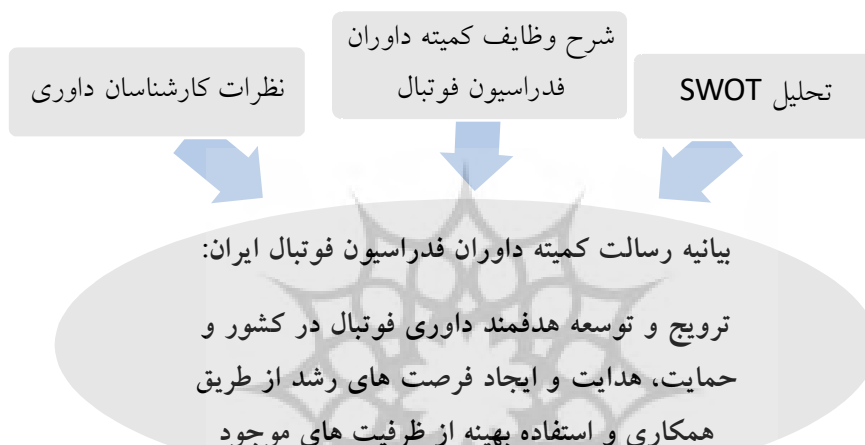 شرح وظایف کمیته داوران
فدراسیون فوتبال
تحلیل SWOT
نظرات کارشناسان داوری
بیانیه رسالت کمیته داوران فدراسیون فوتبال ایران:
ترویج و توسعه هدفمند داوری فوتبال در کشور و
حمایت، هدایت و ایجاد فرصت های رشد از طریق
همکاری و استفاده بهینه از ظرفیت های موجود